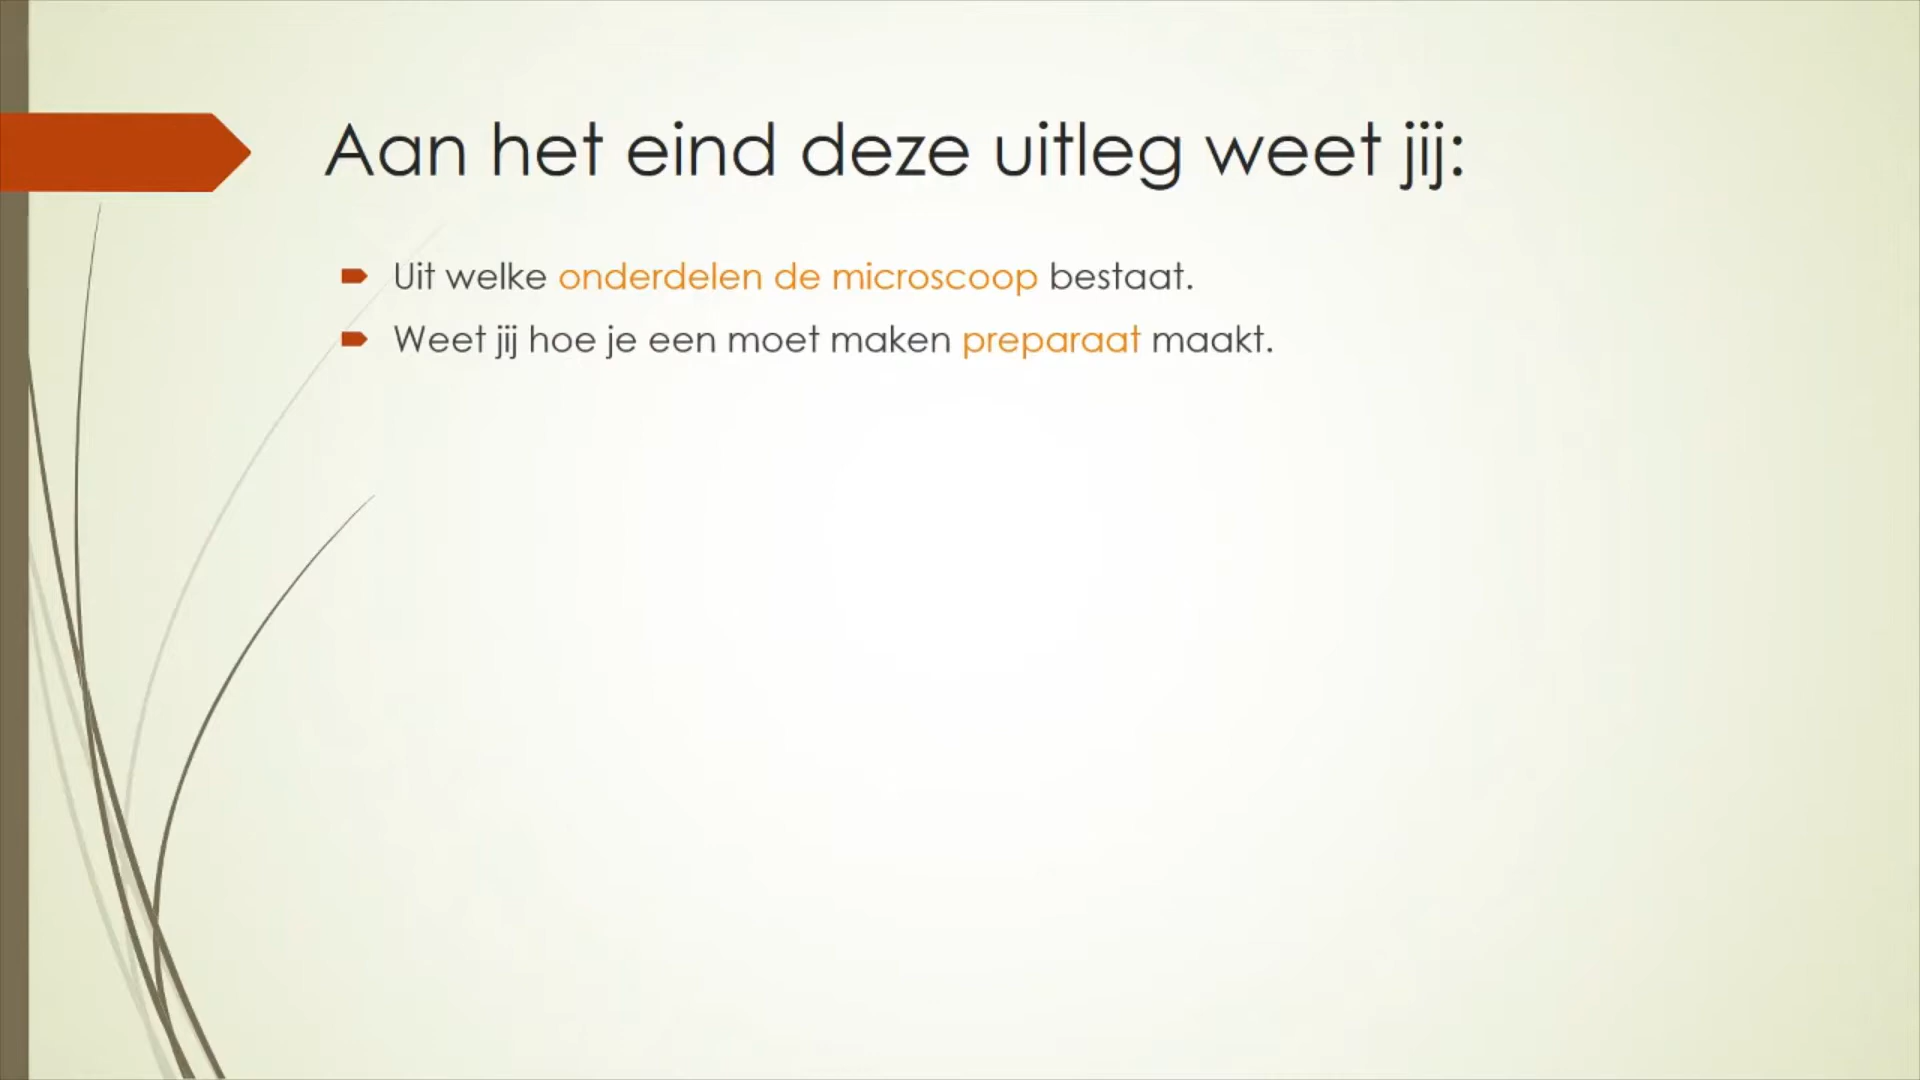 Aan het eind deze uitleg weet jij:
Uit welke onderdelen de microscoop bestaat.
Weet jij hoe je een moet maken preparaat maakt.